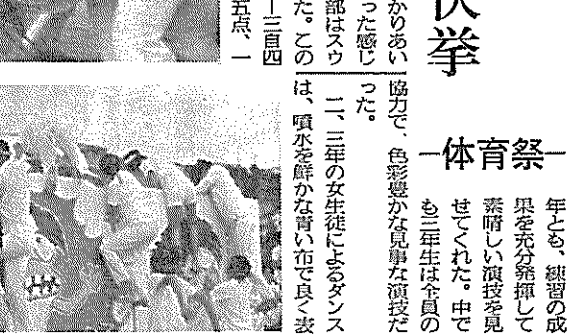 挙
―体育祭―
年とも、練習の成
果を充分発揮して
素晴しい演技を見
せてくれた。中で
も三年生は全員の
協力で、色彩豊かな見事な演技だ
った。
二、三年の女生徒によるダンス
は、噴水を鮮かな青い布で良く表
かりあい
った感じ
部はスウ
た。この
ー三自四
五点、一